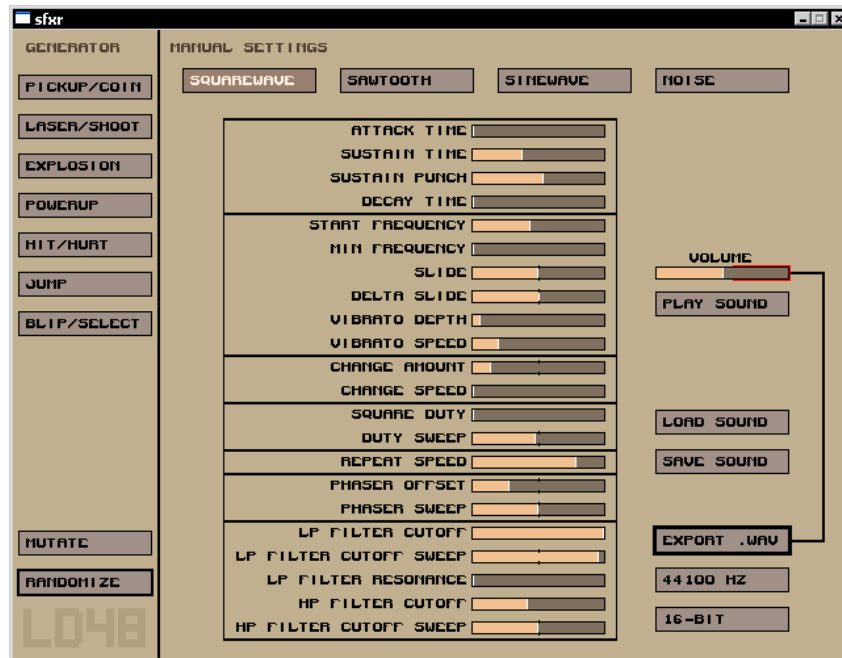 sfxr
GENERATOR
PICKUP/COIN
LASER/SHOOT
EXPLOSION
POWERUP
HIT/HURT
JUMP
BLIP/SELECT
MUTATE
RANDOMIZE
LD48
MANUAL SETTINGS
SQUAREWAVE
SAWTOOTH
SINEWAVE
NOISE
ATTACK TIME
SUSTAIN TIME
SUSTAIN PUNCH
DECAY TIME
START FREQUENCY
MIN FREQUENCY
SLIDE
DELTA SLIDE
VIBRATO DEPTH
VIBRATO SPEED
CHANGE AMOUNT
CHANGE SPEED
SQUARE DUTY
DUTY SWEEP
REPEAT SPEED
PHASER OFFSET
PHASER SWEEP
LP FILTER CUTOFF
LP FILTER CUTOFF SWEEP
LP FILTER RESONANCE
HP FILTER CUTOFF
HP FILTER CUTOFF SWEEP
VOLUME
PLAY SOUND
LOAD SOUND
SAVE SOUND
EXPORT .WAV
44100 HZ
16-BIT